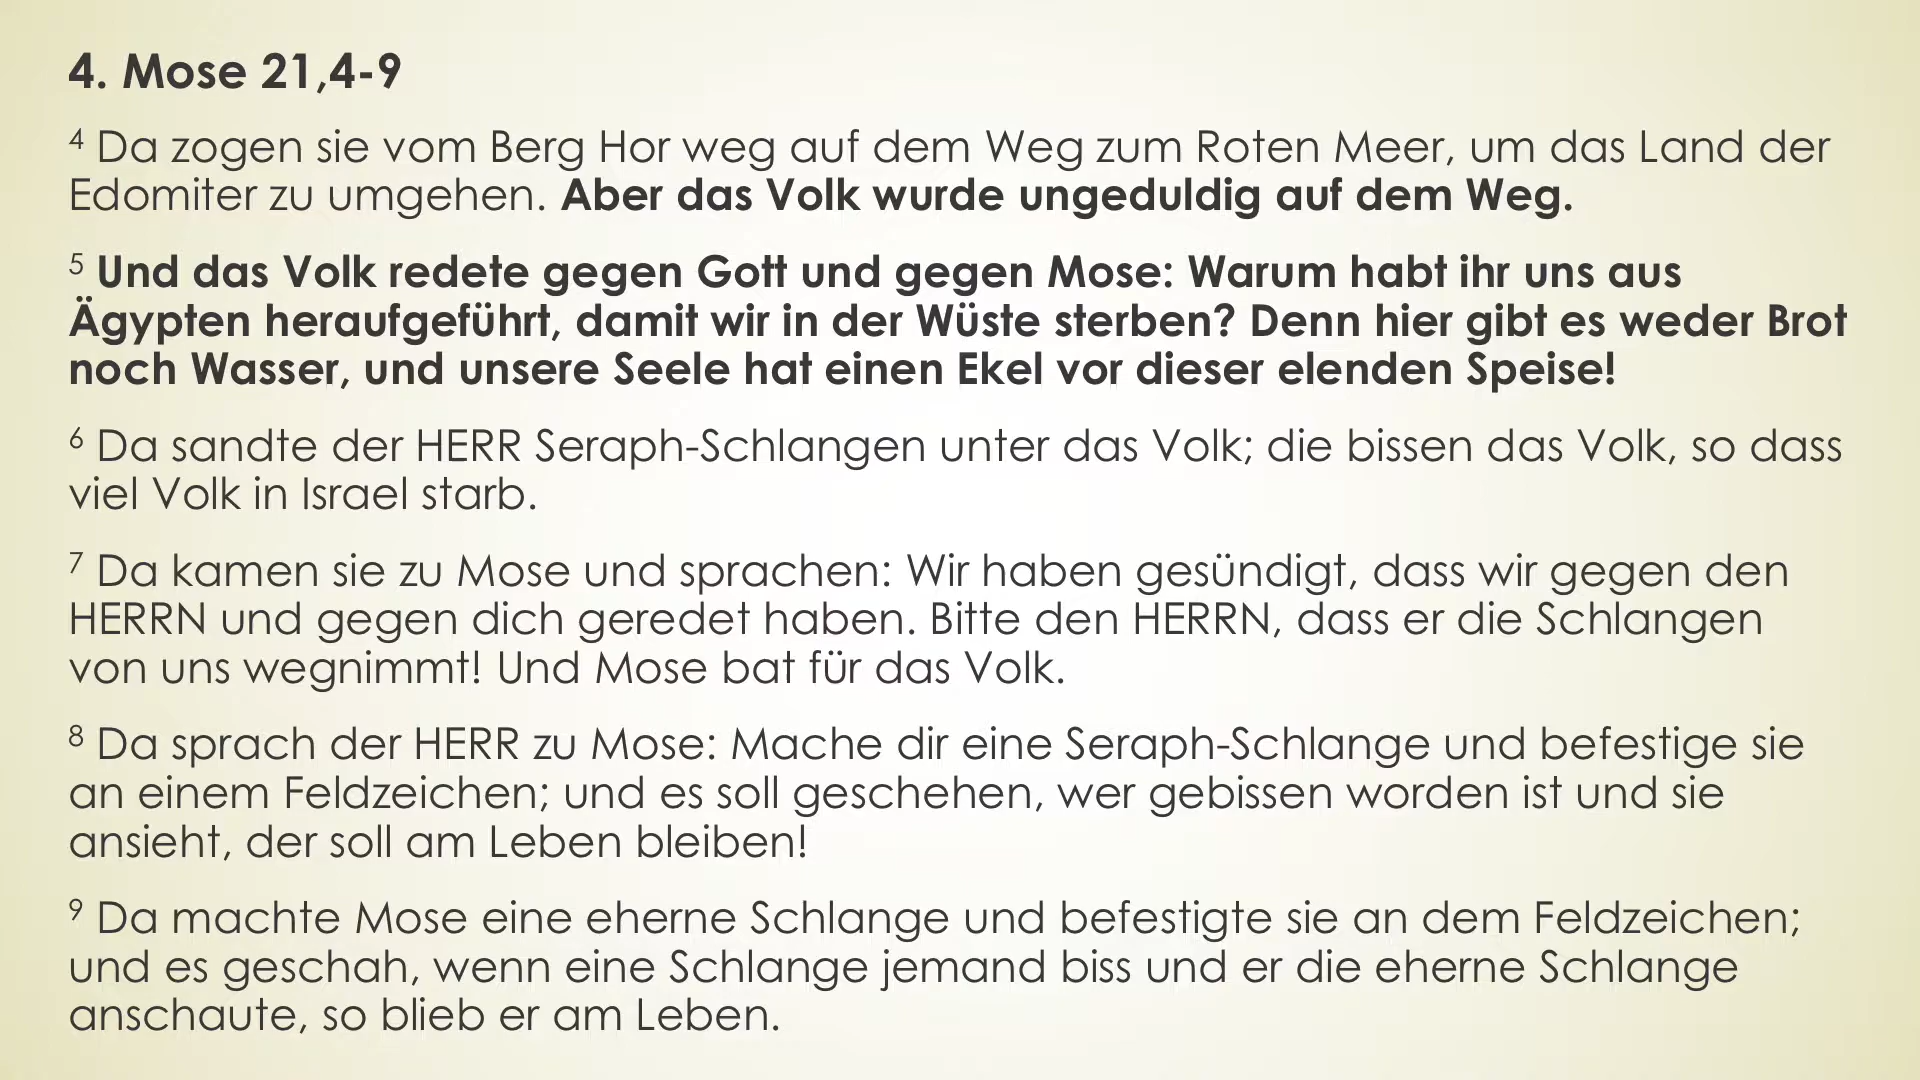 4. Mose 21,4-9
4 Da zogen sie vom Berg Hor weg auf dem Weg zum Roten Meer, um das Land der
Edomiter zu umgehen. Aber das Volk wurde ungeduldig auf dem Weg.
5 Und das Volk redete gegen Gott und gegen Mose: Warum habt ihr uns aus
Ägypten heraufgeführt, damit wir in der Wüste sterben? Denn hier gibt es weder Brot
noch Wasser, und unsere Seele hat einen Ekel vor dieser elenden Speise!
6 Da sandte der HERR Seraph-Schlangen unter das Volk; die bissen das Volk, so dass
viel Volk in Israel starb.
7 Da kamen sie zu Mose und sprachen: Wir haben gesündigt, dass wir gegen den
HERRN und gegen dich geredet haben. Bitte den HERRN, dass er die Schlangen
von uns wegnimmt! Und Mose bat für das Volk.
8 Da sprach der HERR zu Mose: Mache dir eine Seraph-Schlange und befestige sie
an einem Feldzeichen; und es soll geschehen, wer gebissen worden ist und sie
ansieht, der soll am Leben bleiben!
9 Da machte Mose eine eherne Schlange und befestigte sie an dem Feldzeichen;
und es geschah, wenn eine Schlange jemand biss und er die eherne Schlange
anschaute, so blieb er am Leben.